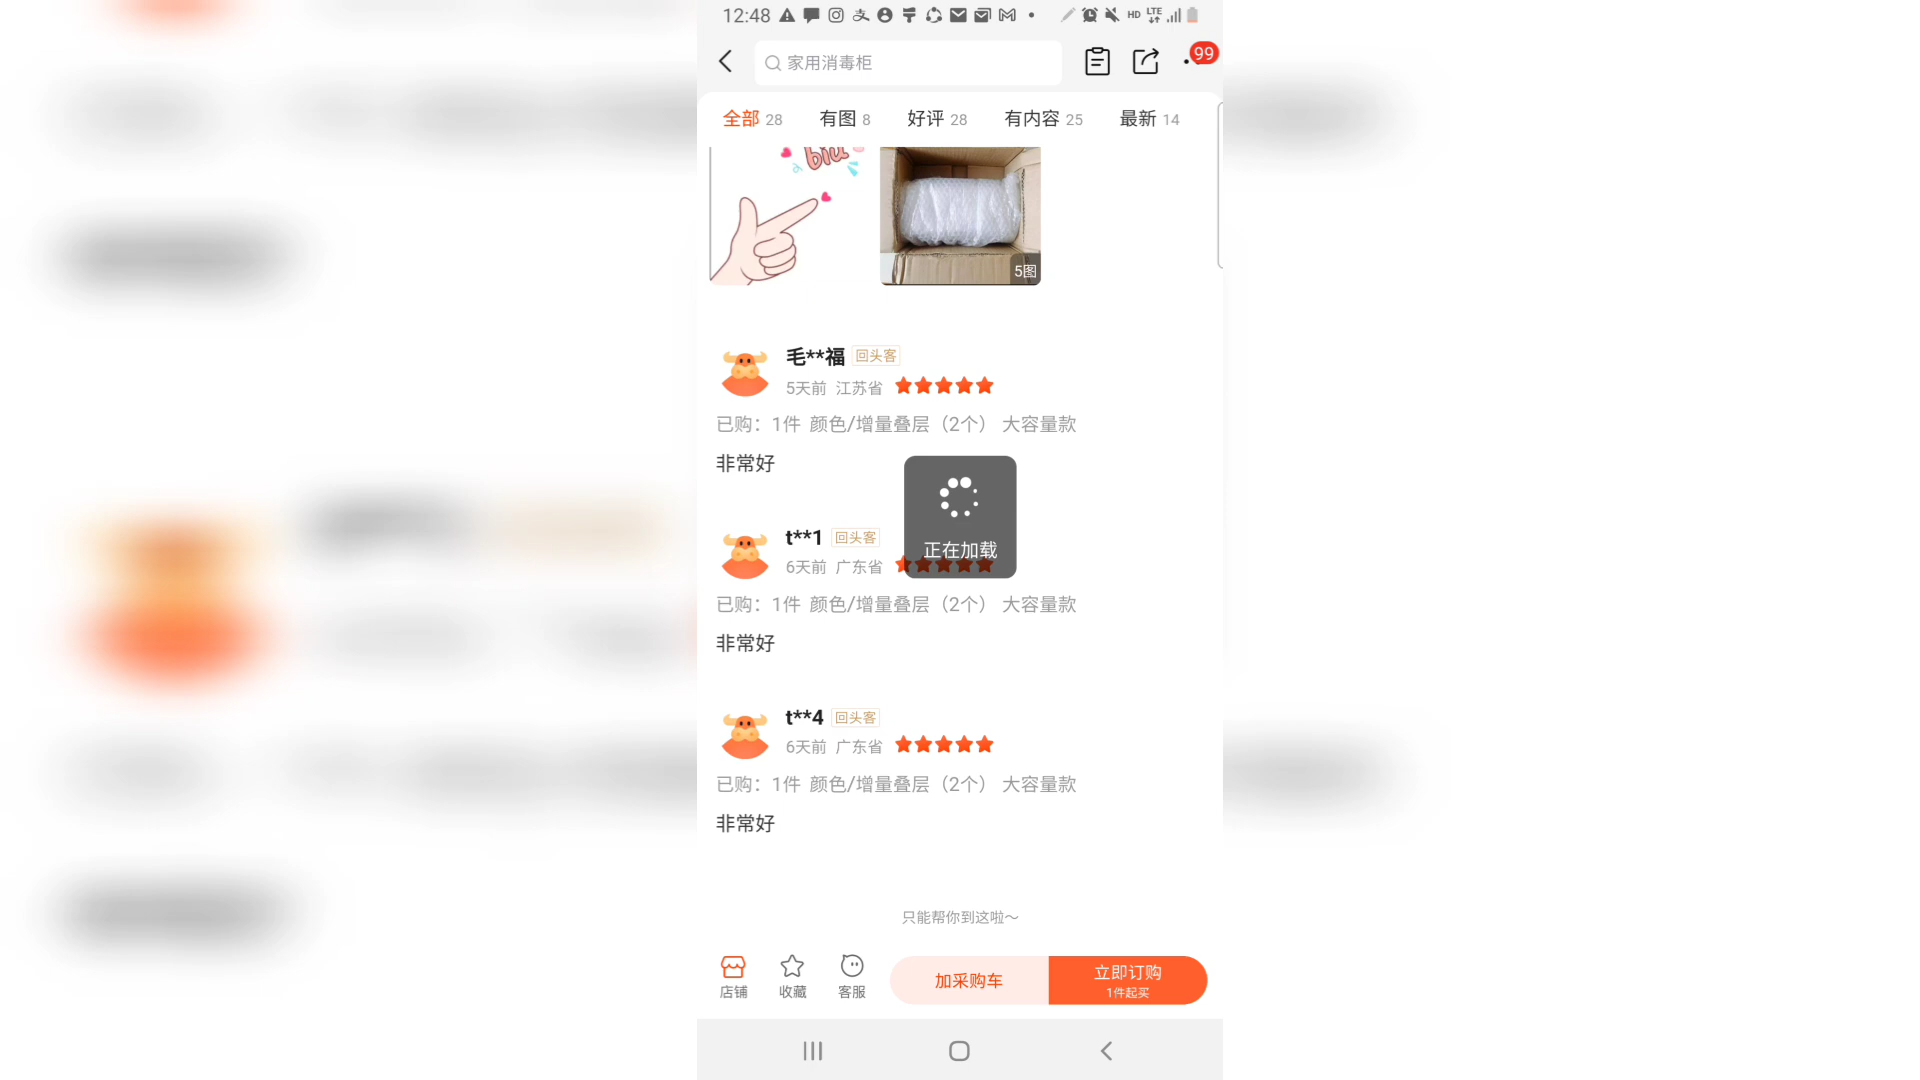 12:48
HD LTE
家用消毒柜
99
全部 28 有图 8 好评 28 有内容 25 最新 14
biu
5图
毛**福 回头客
5天前 江苏省
已购：1件 颜色/增量叠层（2个） 大容量款
非常好
正在加载
t**1 回头客
6天前 广东省
已购：1件 颜色/增量叠层（2个） 大容量款
非常好
t**4 回头客
6天前 广东省
已购：1件 颜色/增量叠层（2个） 大容量款
非常好
只能帮你到这啦～
店铺 收藏 客服 加采购车 立即订购
1件起买